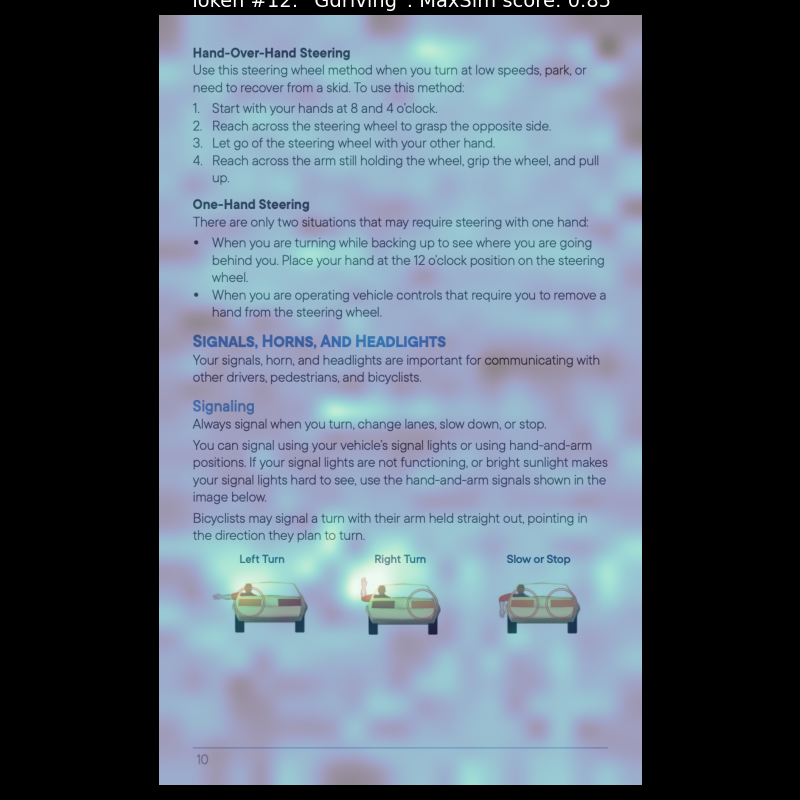 Token #12: "Ġdriving". MaxSim score: 0.85
Hand-Over-Hand Steering
Use this steering wheel method when you turn at low speeds, park, or
need to recover from a skid. To use this method:
1. Start with your hands at 8 and 4 o'clock.
2. Reach across the steering wheel to grasp the opposite side.
3. Let go of the steering wheel with your other hand.
4. Reach across the arm still holding the wheel, grip the wheel, and pull
up.
One-Hand Steering
There are only two situations that may require steering with one hand:
• When you are turning while backing up to see where you are going
behind you. Place your hand at the 12 o'clock position on the steering
wheel.
• When you are operating vehicle controls that require you to remove a
hand from the steering wheel.
SIGNALS, HORNS, AND HEADLIGHTS
Your signals, horn, and headlights are important for communicating with
other drivers, pedestrians, and bicyclists.
Signaling
Always signal when you turn, change lanes, slow down, or stop.
You can signal using your vehicle's signal lights or using hand-and-arm
positions. If your signal lights are not functioning, or bright sunlight makes
your signal lights hard to see, use the hand-and-arm signals shown in the
image below.
Bicyclists may signal a turn with their arm held straight out, pointing in
the direction they plan to turn.
Left Turn Right Turn Slow or Stop
10